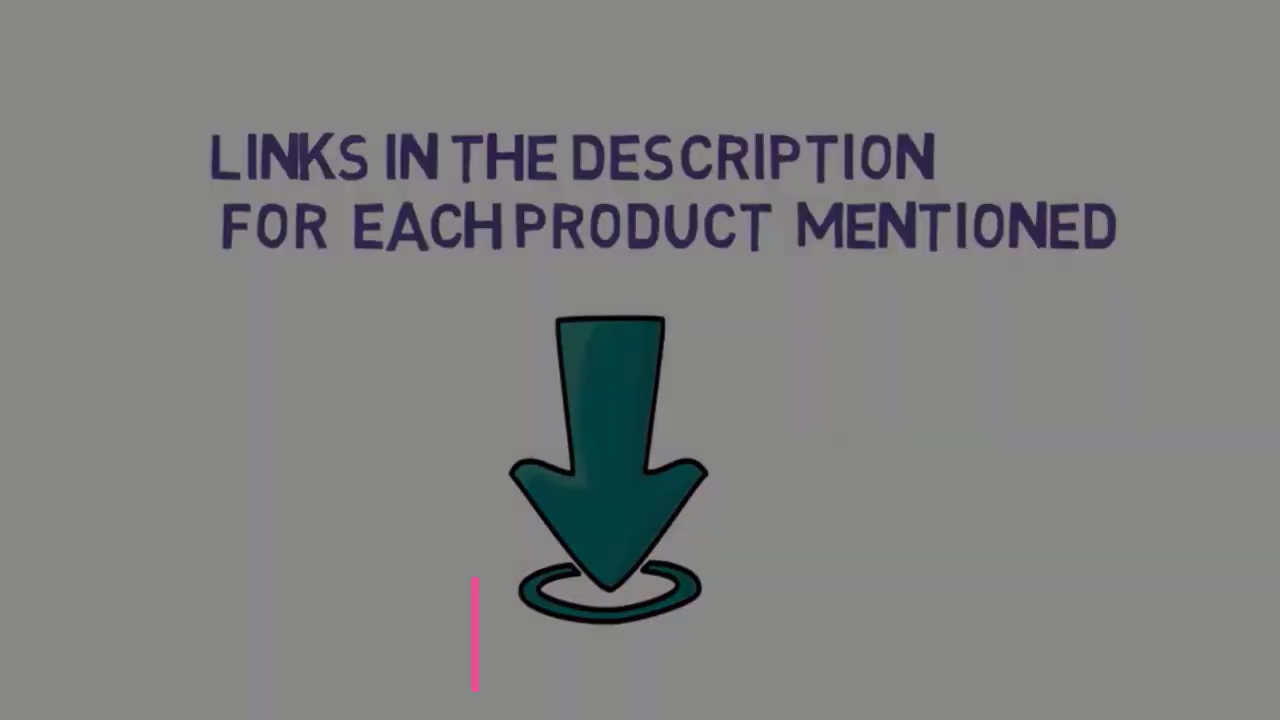 LINKS IN THE DESCRIPTION
FOR EACH PRODUCT MENTIONED